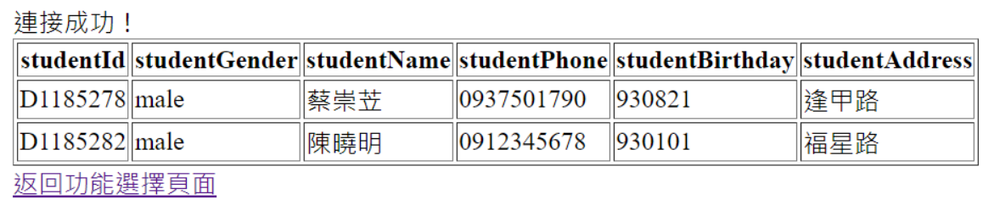 連接成功！
studentId studentGender studentName studentPhone studentBirthday studentAddress
D1185278 male 蔡崇苙 0937501790 930821 逢甲路
D1185282 male 陳曉明 0912345678 930101 福星路
返回功能選擇頁面